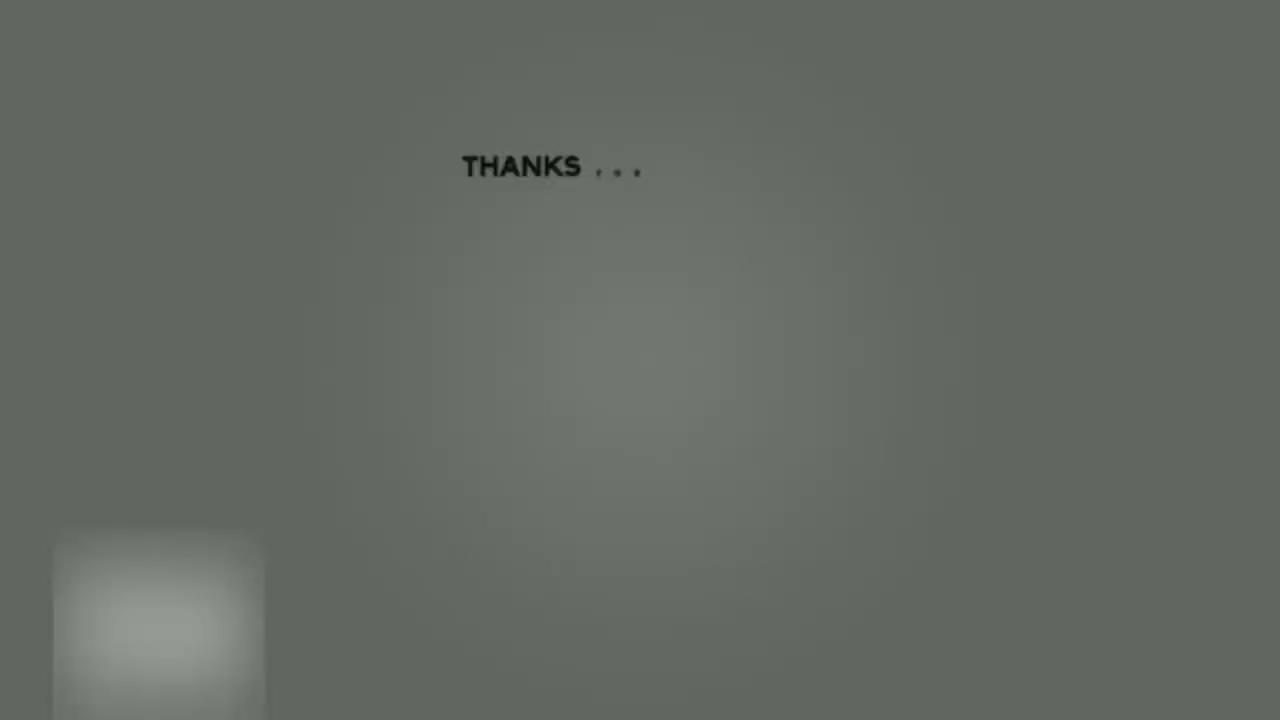 THANKS . . .